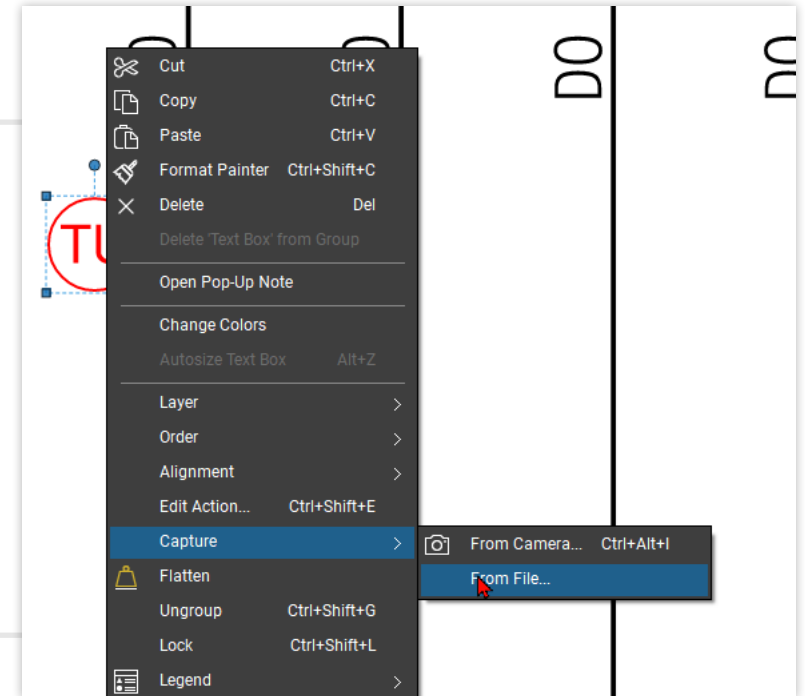 Cut Ctrl+X
Copy Ctrl+C
Paste Ctrl+V
Format Painter Ctrl+Shift+C
Delete Del
Delete 'Text Box' from Group
Open Pop-Up Note
Change Colors
Autosize Text Box Alt+Z
Layer
Order
Alignment
Edit Action... Ctrl+Shift+E
Capture
From Camera... Ctrl+Alt+I
From File...
Flatten
Ungroup Ctrl+Shift+G
Lock Ctrl+Shift+L
Legend
TU
DO
DO